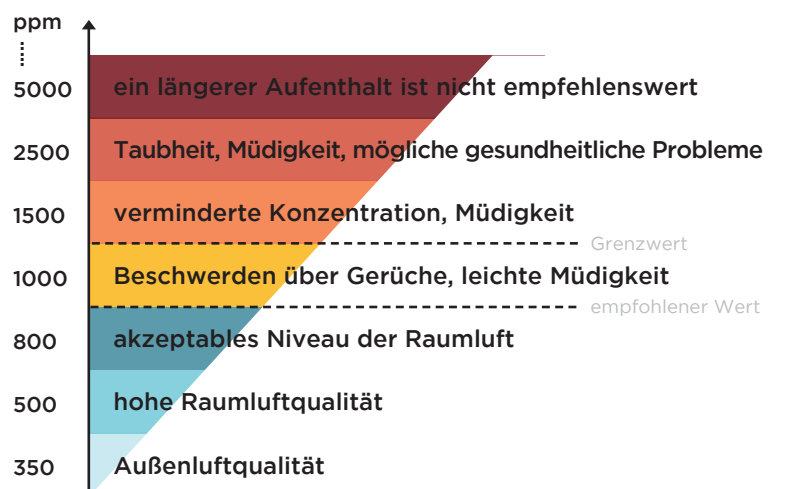 ppm
5000 ein längerer Aufenthalt ist nicht empfehlenswert
2500 Taubheit, Müdigkeit, mögliche gesundheitliche Probleme
1500 verminderte Konzentration, Müdigkeit
Grenzwert
1000 Beschwerden über Gerüche, leichte Müdigkeit
empfohlener Wert
800 akzeptables Niveau der Raumluft
500 hohe Raumluftqualität
350 Außenluftqualität